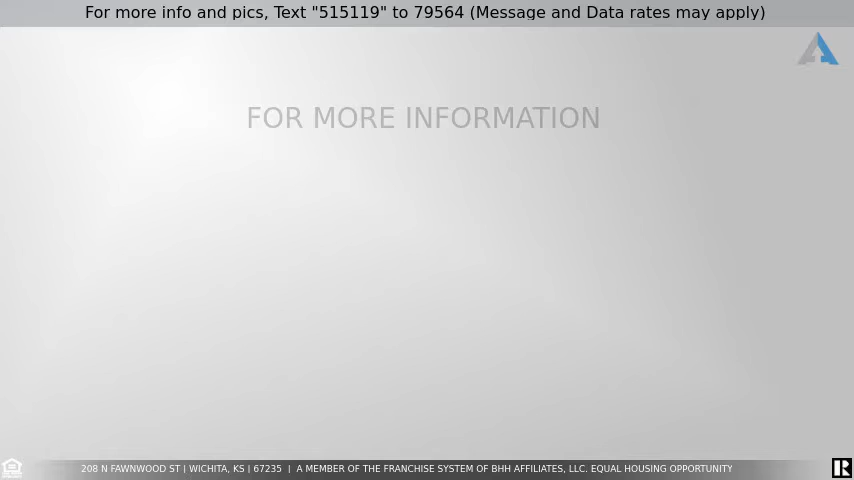 For more info and pics, Text "515119" to 79564 (Message and Data rates may apply)
FOR MORE INFORMATION
208 N FAWNWOOD ST | WICHITA, KS | 67235 | A MEMBER OF THE FRANCHISE SYSTEM OF BHH AFFILIATES, LLC. EQUAL HOUSING OPPORTUNITY